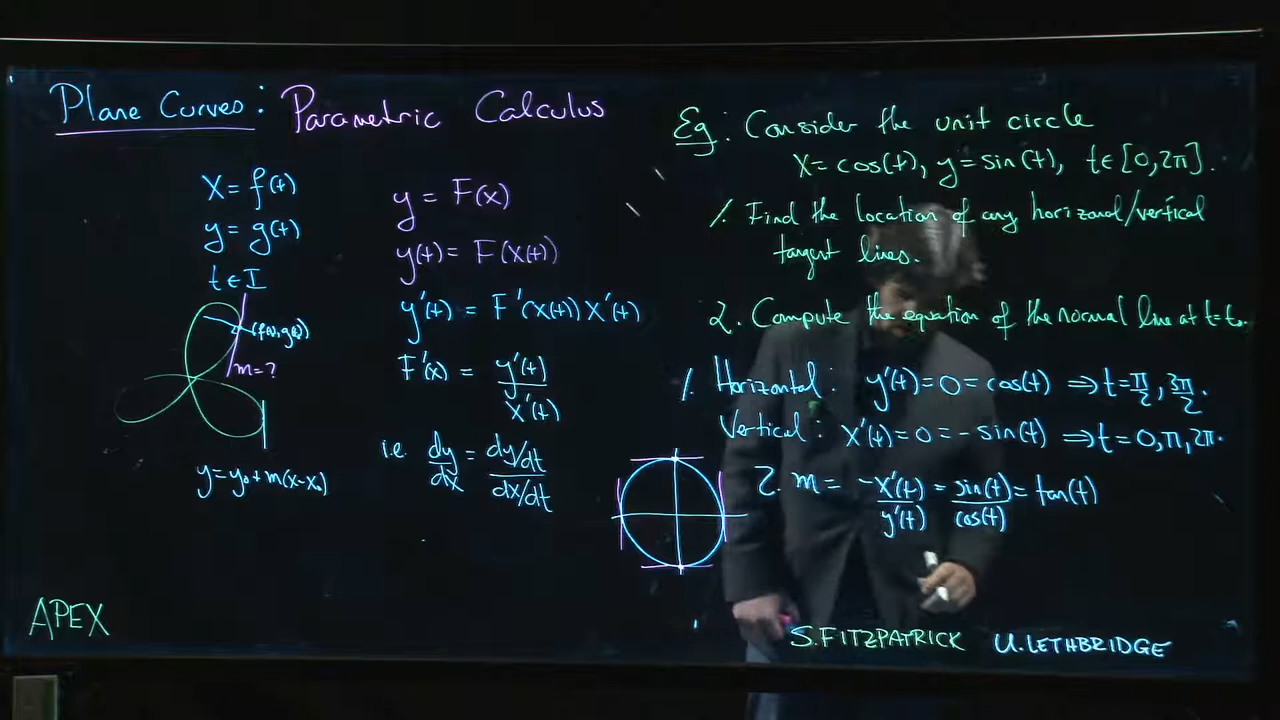 Plane Curves: Parametric Calculus
x = f(t)
y = g(t)
t ∈ I
(f(t), g(t))
m = ?
y = y₀ + m(x - x₀)
y = F(x)
y(t) = F(x(t))
y'(t) = F'(x(t)) x'(t)
F'(x) = y'(t) / x'(t)
i.e. dy/dx = dy/dt / dx/dt
Eg: Consider the unit circle
x = cos(t), y = sin(t), t ∈ [0, 2π].
1. Find the location of any horizonal/vertical
tangent lines.
2. Compute the equation of the normal line at t = t₀.
1. Horizontal: y'(t) = 0 = cos(t) ⇒ t = π/2, 3π/2.
Vertical: x'(t) = 0 = - sin(t) ⇒ t = 0, π, 2π.
2. m = -x'(t)/y'(t) = sin(t)/cos(t) = tan(t)
APEX
S. FITZPATRICK U. LETHBRIDGE